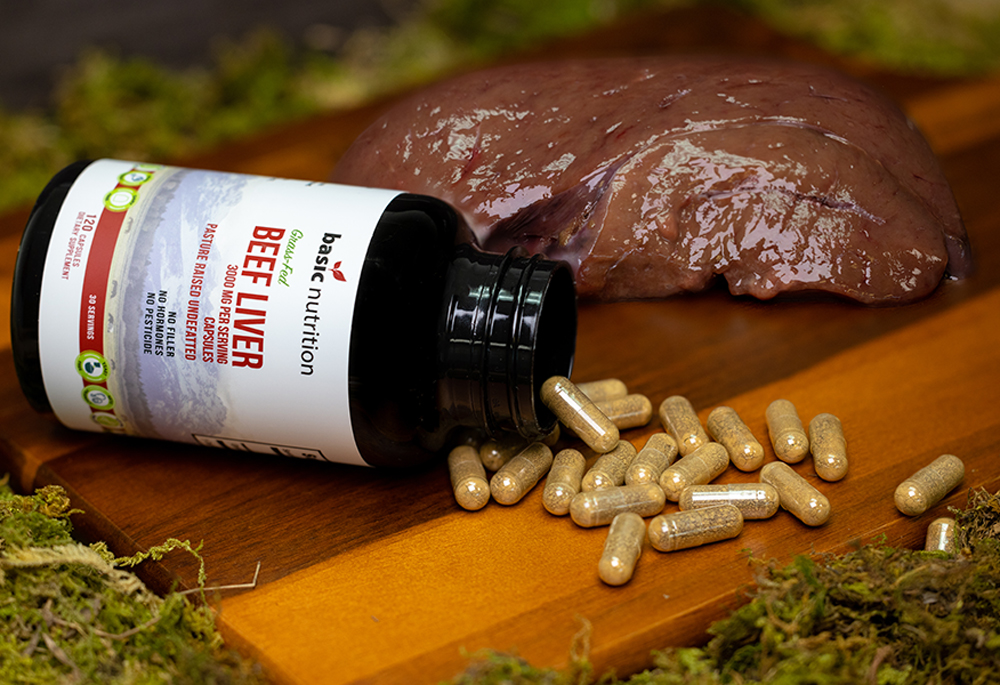 basic nutrition
Grass-Fed
BEEF LIVER
3000 MG PER SERVING
CAPSULES
PASTURE RAISED UNDEFATTED
NO FILLER
NO HORMONES
NO PESTICIDE
120 CAPSULES
DIETARY SUPPLEMENT
30 SERVINGS